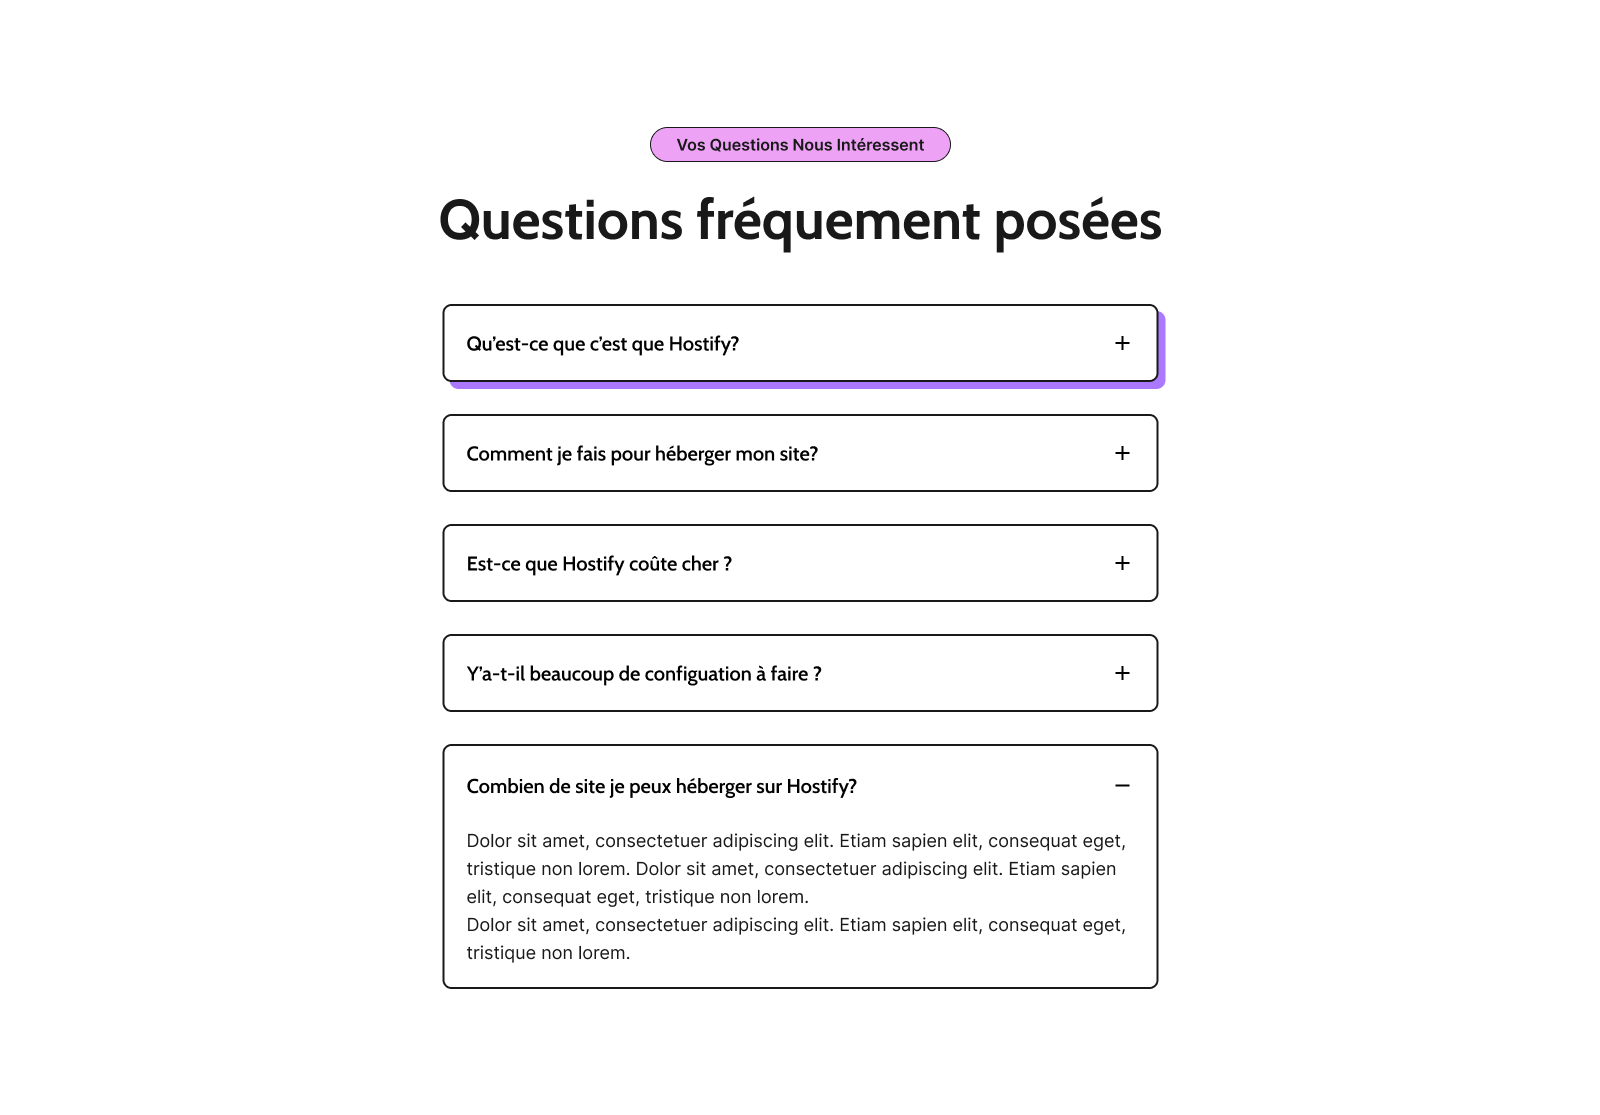 Vos Questions Nous Intéressent
Questions fréquement posées
Qu’est-ce que c’est que Hostify?
Comment je fais pour héberger mon site?
Est-ce que Hostify coûte cher ?
Y’a-t-il beaucoup de configuation à faire ?
Combien de site je peux héberger sur Hostify?
Dolor sit amet, consectetuer adipiscing elit. Etiam sapien elit, consequat eget,
tristique non lorem. Dolor sit amet, consectetuer adipiscing elit. Etiam sapien
elit, consequat eget, tristique non lorem.
Dolor sit amet, consectetuer adipiscing elit. Etiam sapien elit, consequat eget,
tristique non lorem.